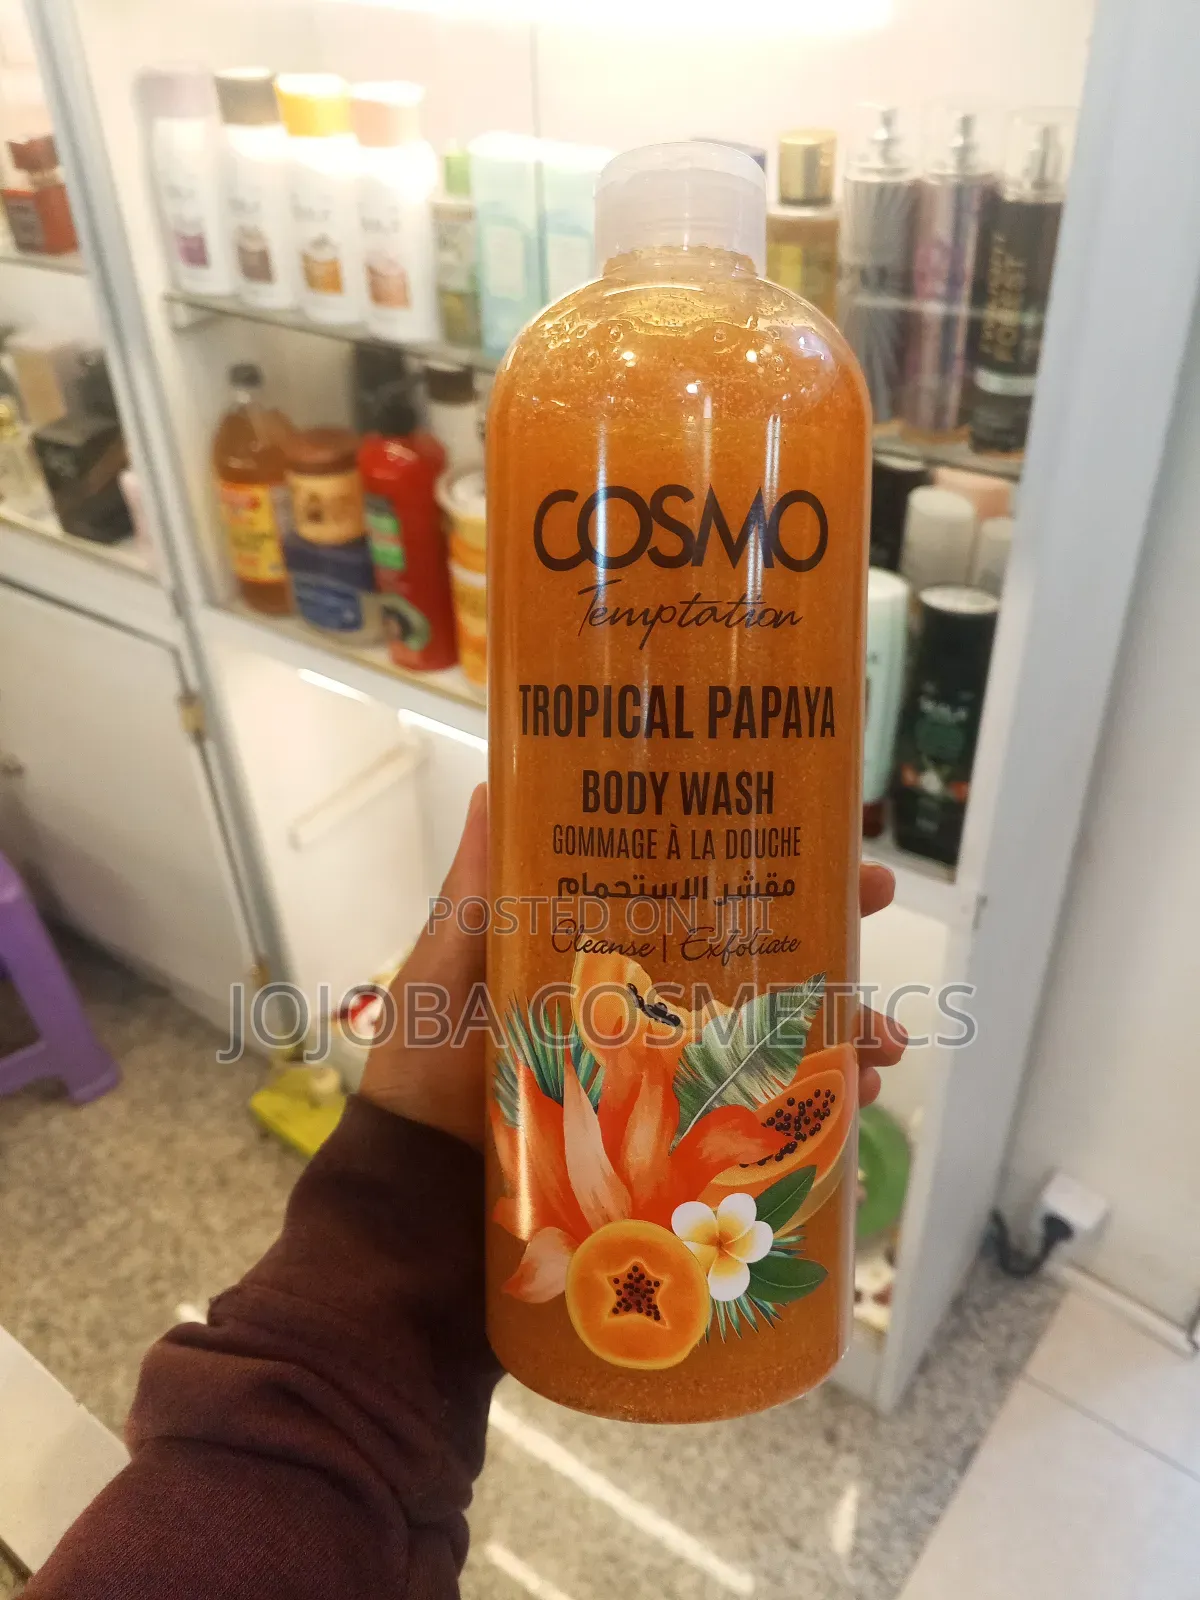 COSMO
Temptation
TROPICAL PAPAYA
BODY WASH
GOMMAGE À LA DOUCHE
مقشر الاستحمام
POSTED ON JIJI
Cleanse | Exfoliate
JOJOBA COSMETICS